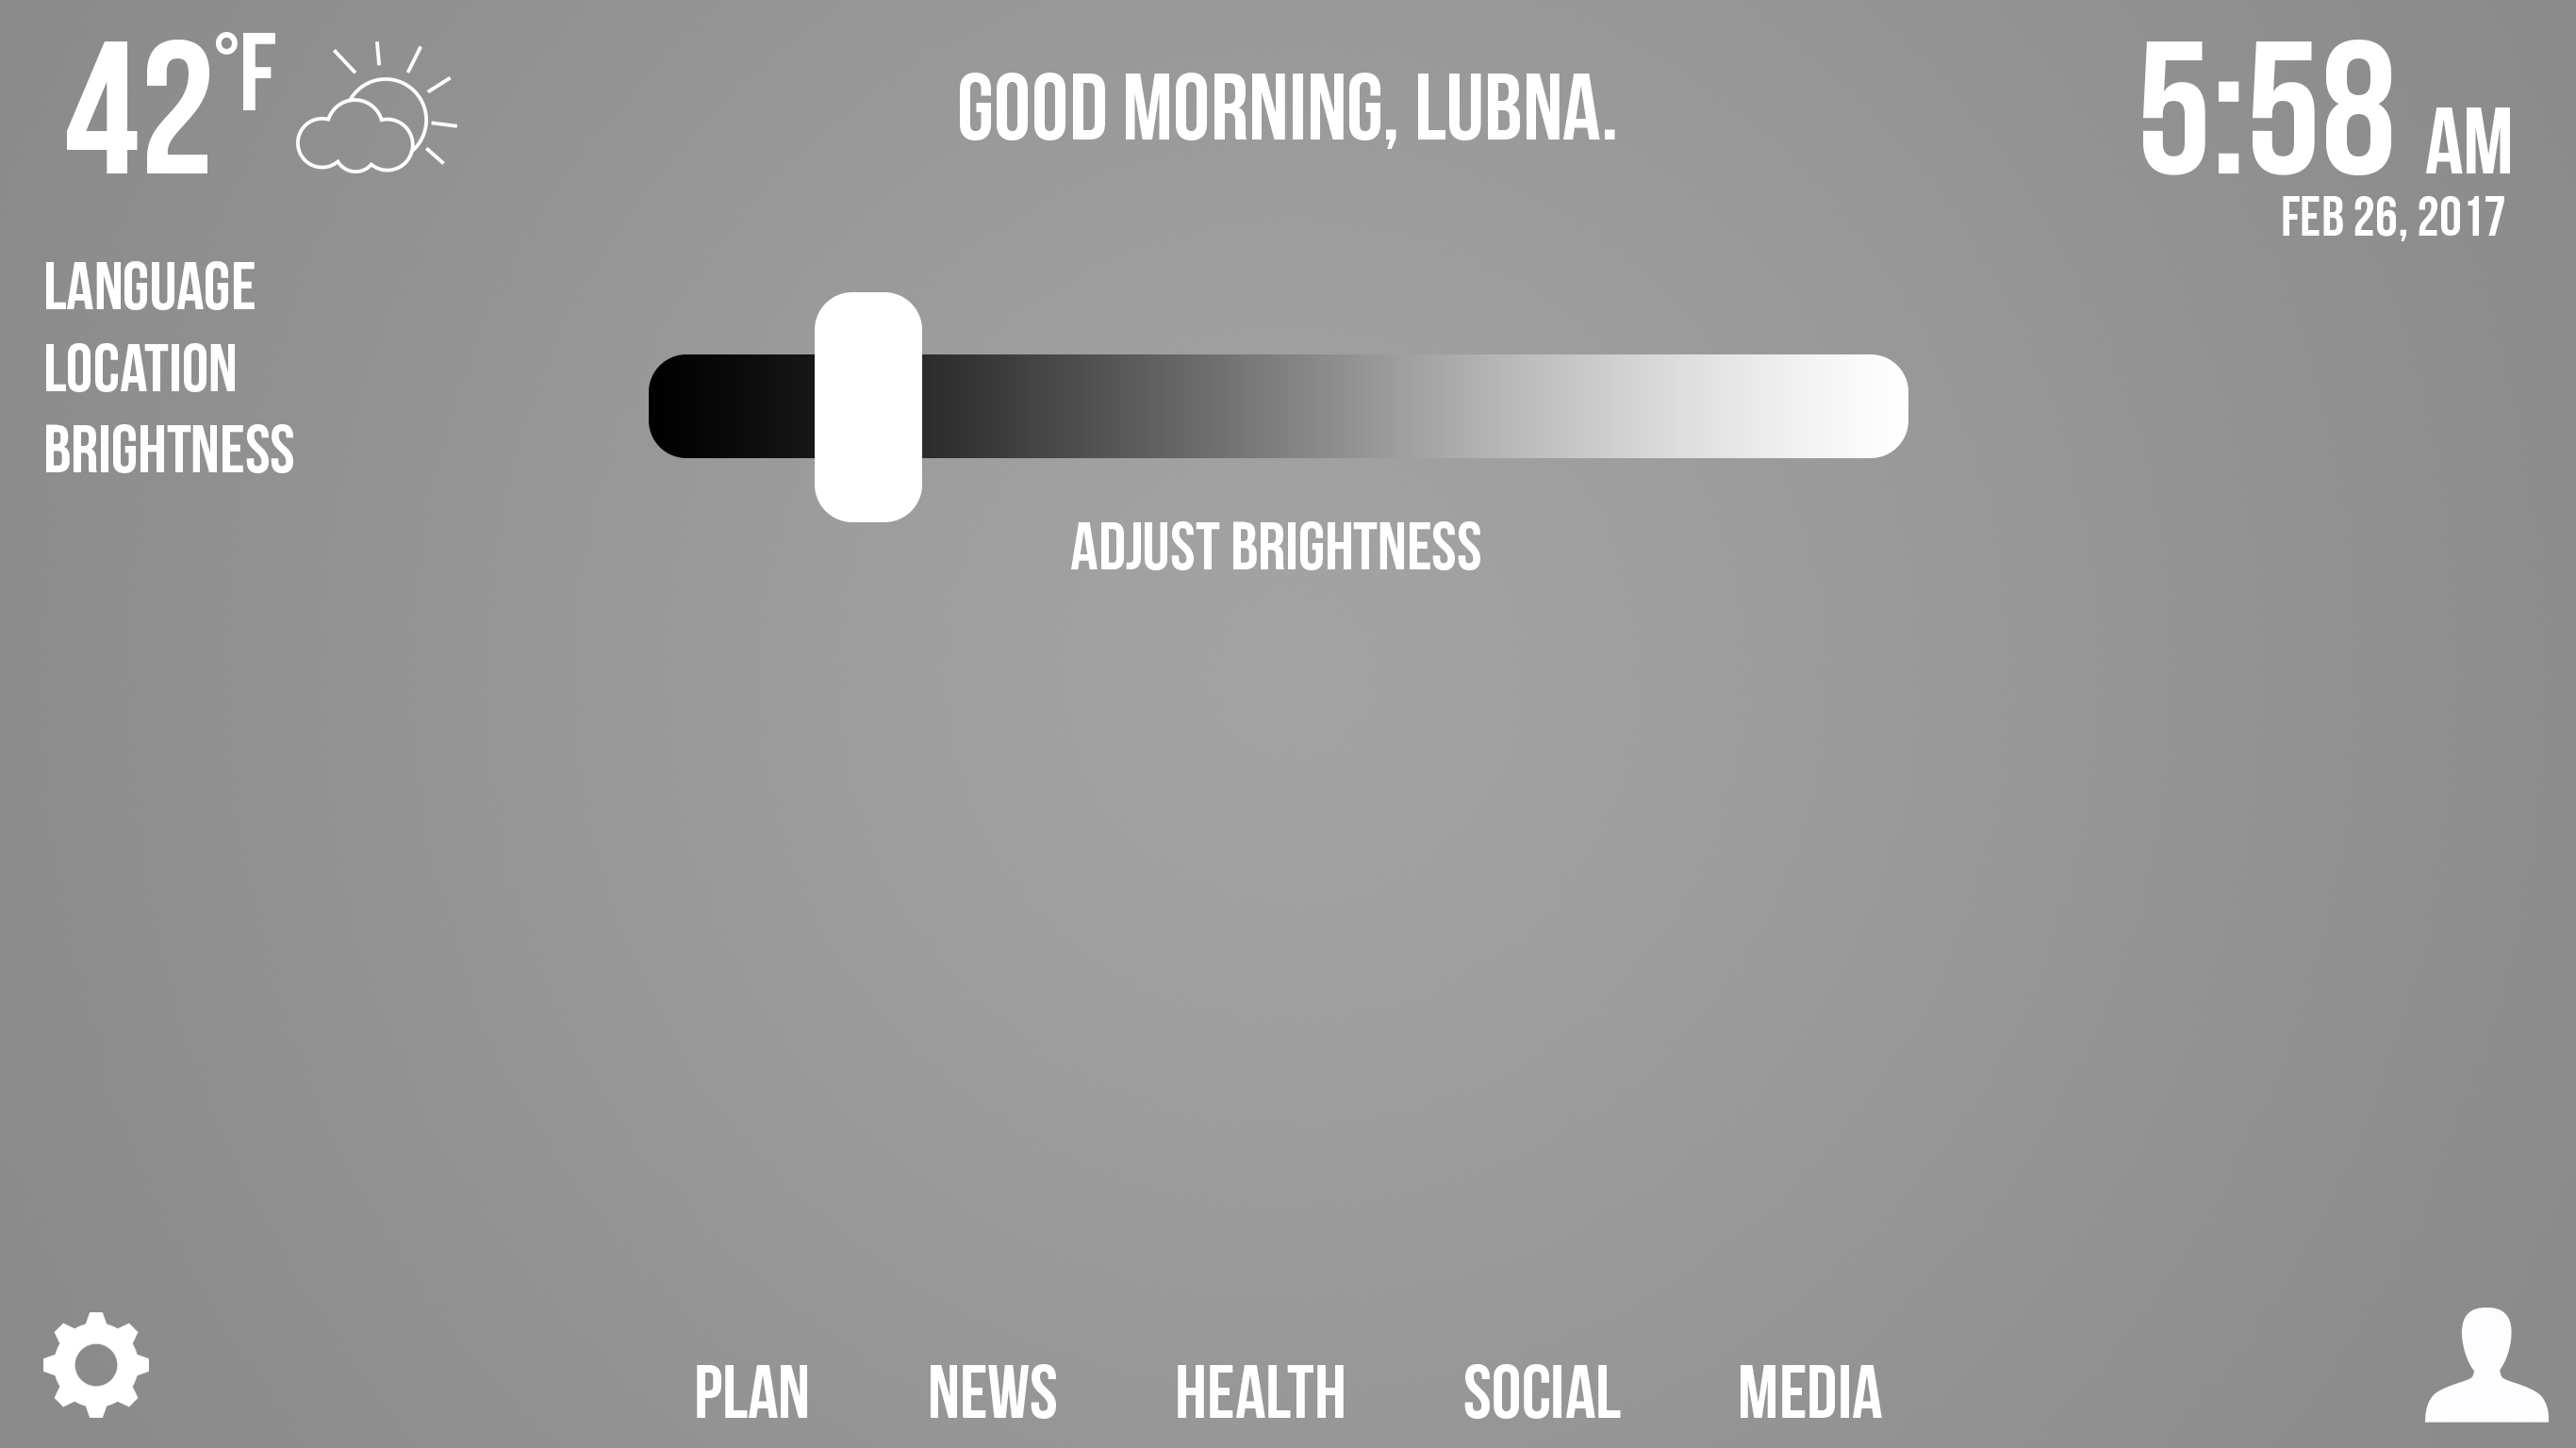 42°F
GOOD MORNING, LUBNA.
5:58 AM
FEB 26, 2017
LANGUAGE
LOCATION
BRIGHTNESS
ADJUST BRIGHTNESS
PLAN NEWS HEALTH SOCIAL MEDIA